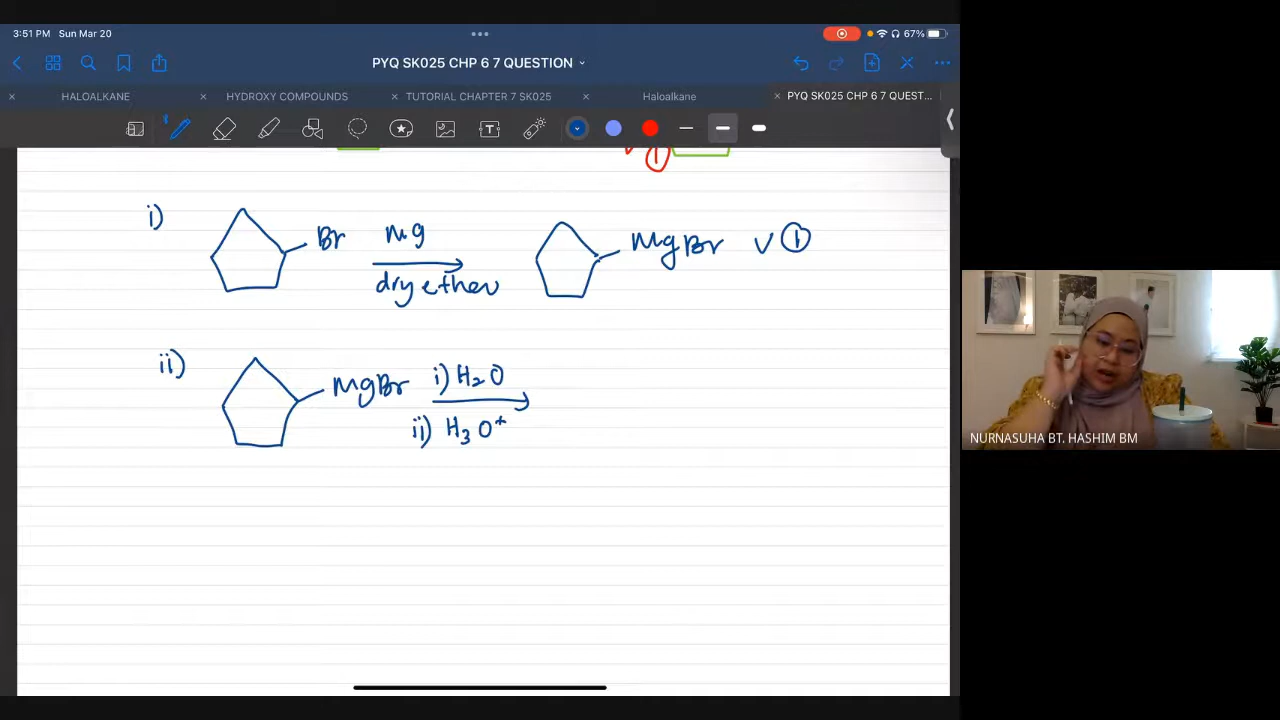 3:51 PM Sun Mar 20
67%
PYQ SK025 CHP 6 7 QUESTION
HALOALKANE
HYDROXY COMPOUNDS
TUTORIAL CHAPTER 7 SK025
Haloalkane
PYQ SK025 CHP 6 7 QUEST...
T
1
i)
Br
Mg
dry ether
MgBr
✓ 1
ii)
MgBr
i) H₂O
ii) H₃O⁺
NURNASUHA BT. HASHIM BM